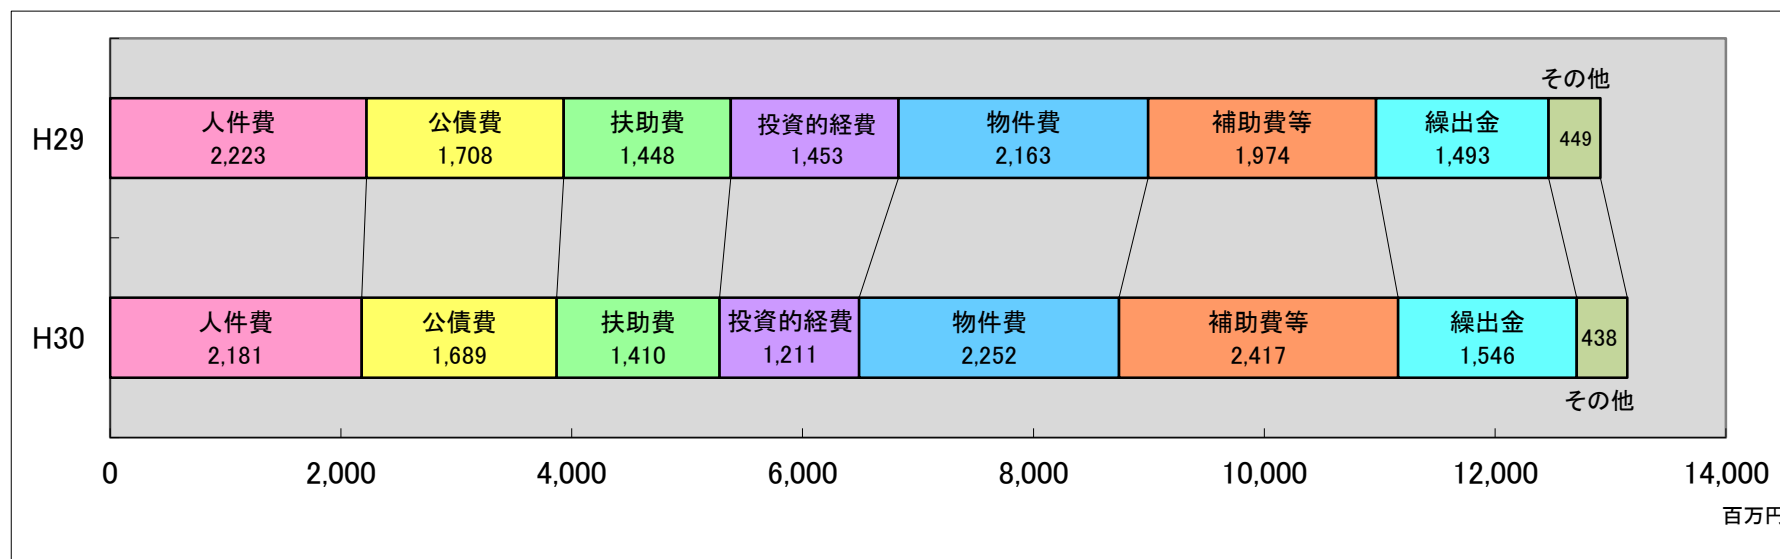 その他
H29
人件費 公債費 扶助費 投資的経費 物件費 補助費等 繰出金
2,223 1,708 1,448 1,453 2,163 1,974 1,493 449
H30
人件費 公債費 扶助費 投資的経費 物件費 補助費等 繰出金
2,181 1,689 1,410 1,211 2,252 2,417 1,546 438
その他
0 2,000 4,000 6,000 8,000 10,000 12,000 14,000
百万円